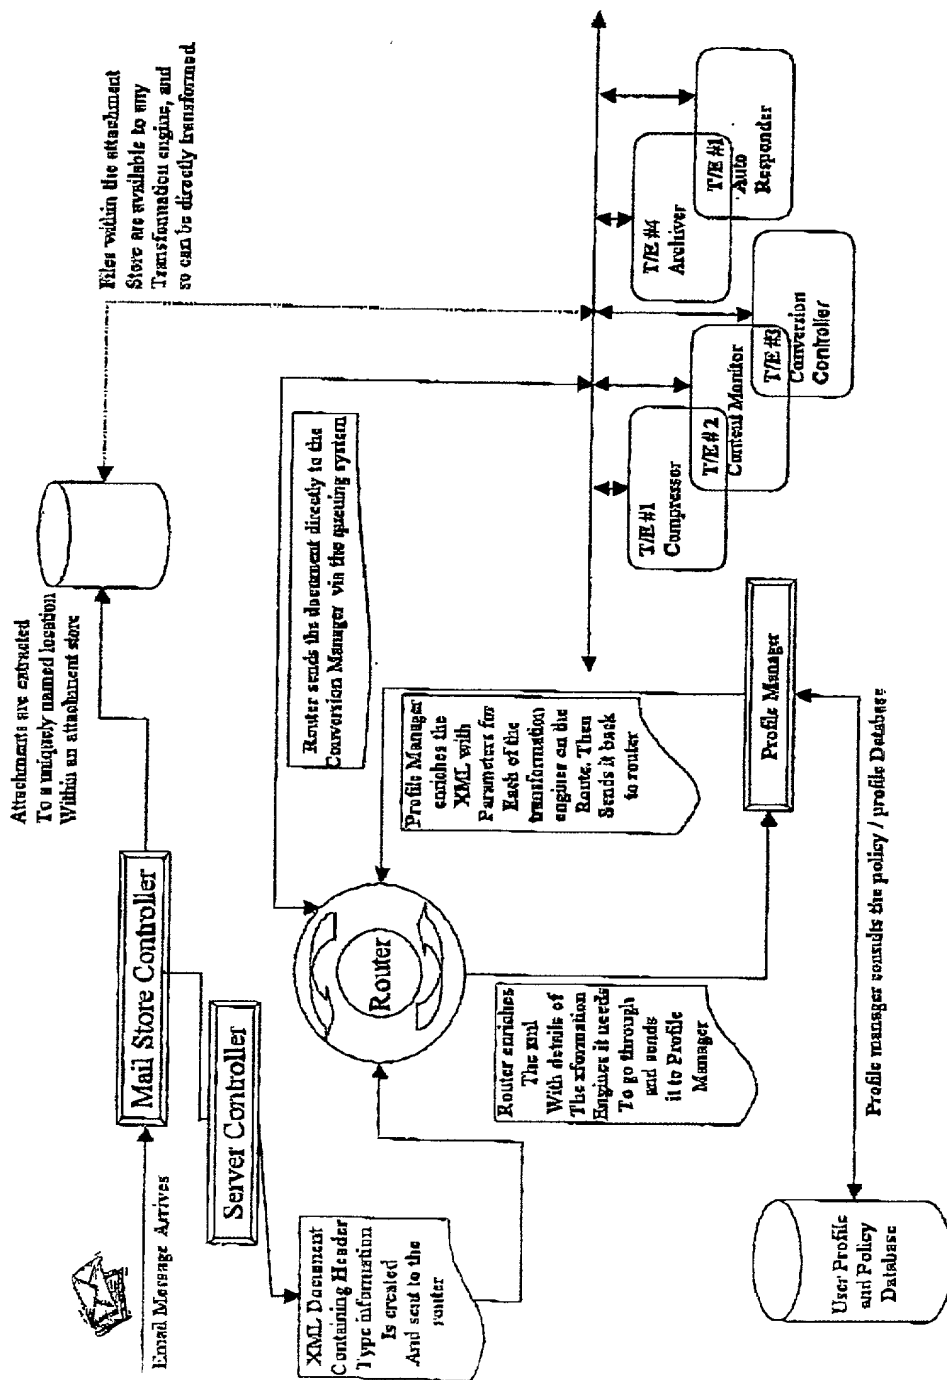 Email Message Arrives
Mail Store Controller
Attachments are extracted
To a uniquely named location
Within an attachment store
Files within the attachment
Store are available to any
Transformation engine, and
so can be directly transformed
Server Controller
XML Document
Containing Header
Type information
Is created
And sent to the
router
Router
Router sends the document directly to the
Conversion Manager via the queuing system
Profile Manager
enriches the
XML with
Parameters for
Each of the
transformation
engines on the
Route. Then
Sends it back
to router
Router enriches
The xml
With details of
The xformation
Engines it needs
To go through
and sends
it to Profile
Manager
Profile Manager
T/E #1
Compressor
T/E #2
Content Monitor
T/E #3
Conversion
Controller
T/E #4
Archiver
T/E #1
Auto
Responder
User Profile
and Policy
Database
Profile manager consults the policy / profile Database